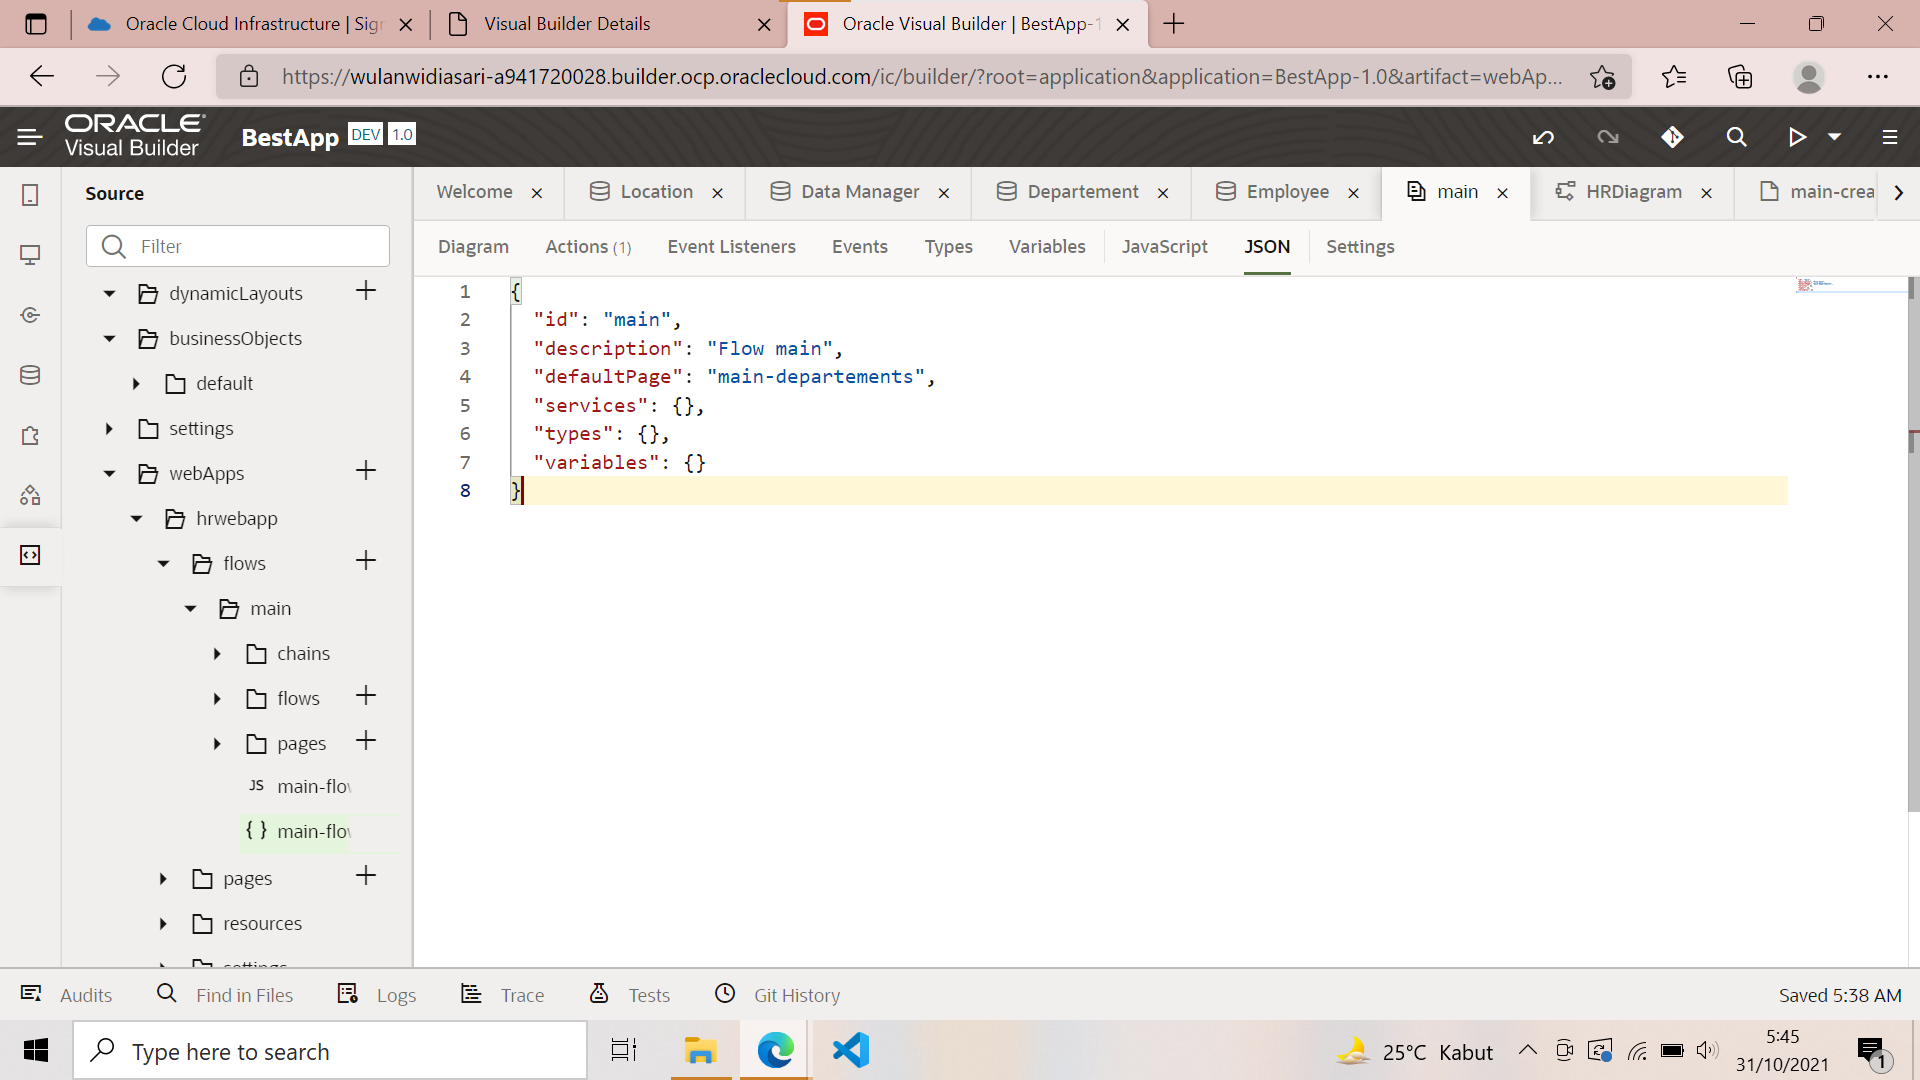 Oracle Cloud Infrastructure | Sig
Visual Builder Details
Oracle Visual Builder | BestApp-1
https://wulanwidiasari-a941720028.builder.ocp.oraclecloud.com/ic/builder/?root=application&application=BestApp-1.0&artifact=webAp...
ORACLE
Visual Builder
BestApp DEV 1.0
Source
Filter
dynamicLayouts
businessObjects
default
settings
webApps
hrwebapp
flows
main
chains
flows
pages
JS main-flow
{ } main-flow
pages
resources
settings
Welcome
Location
Data Manager
Departement
Employee
main
HRDiagram
main-crea
Diagram
Actions (1)
Event Listeners
Events
Types
Variables
JavaScript
JSON
Settings
1 {
2 "id": "main",
3 "description": "Flow main",
4 "defaultPage": "main-departements",
5 "services": {},
6 "types": {},
7 "variables": {}
8 }
Audits
Find in Files
Logs
Trace
Tests
Git History
Saved 5:38 AM
Type here to search
25°C Kabut
5:45
31/10/2021
1